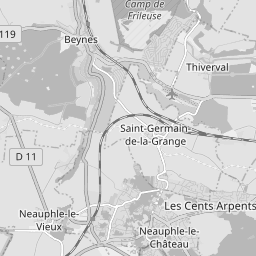 Camp de
Frileuse
119
Beynes
Thiverval
Saint-Germain-
de-la-Grange
D 11
Les Cents Arpents
Neauphle-le-
Vieux
Neauphle-le-
Château